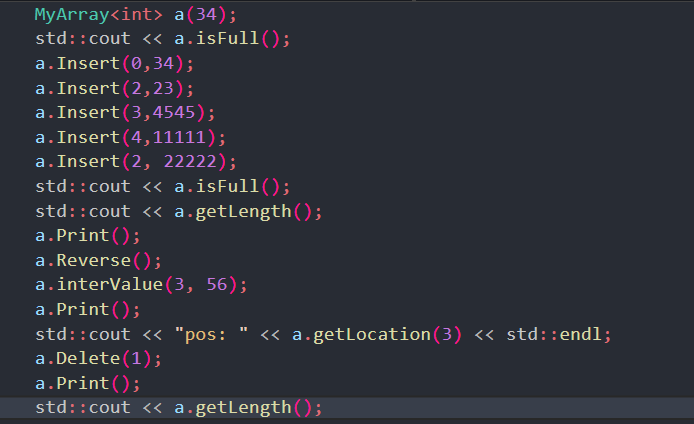 MyArray<int> a(34);
std::cout << a.isFull();
a.Insert(0,34);
a.Insert(2,23);
a.Insert(3,4545);
a.Insert(4,11111);
a.Insert(2, 22222);
std::cout << a.isFull();
std::cout << a.getLength();
a.Print();
a.Reverse();
a.interValue(3, 56);
a.Print();
std::cout << "pos: " << a.getLocation(3) << std::endl;
a.Delete(1);
a.Print();
std::cout << a.getLength();